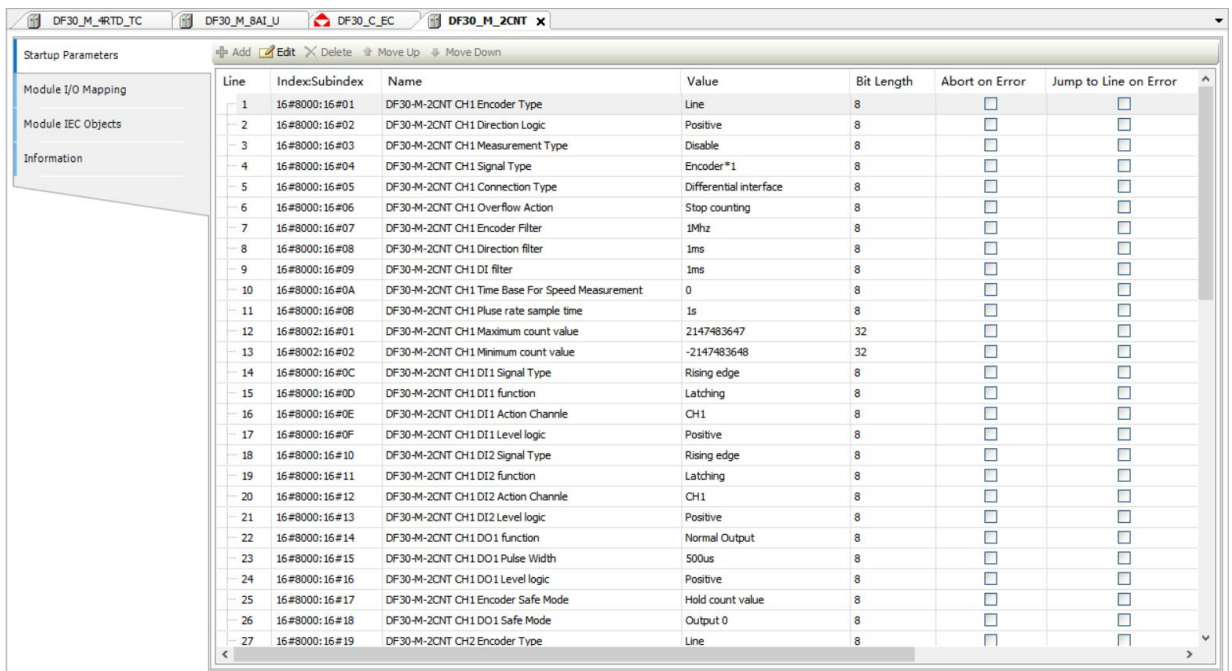 DF30_M_4RTD_TC DF30_M_8AI_U DF30_C_EC DF30_M_2CNT X
Startup Parameters
Module I/O Mapping
Module IEC Objects
Information
Add Edit Delete Move Up Move Down
Line Index:Subindex Name Value Bit Length Abort on Error Jump to Line on Error
1 16#8000:16#01 DF30-M-2CNT CH1 Encoder Type Line 8
2 16#8000:16#02 DF30-M-2CNT CH1 Direction Logic Positive 8
3 16#8000:16#03 DF30-M-2CNT CH1 Measurement Type Disable 8
4 16#8000:16#04 DF30-M-2CNT CH1 Signal Type Encoder*1 8
5 16#8000:16#05 DF30-M-2CNT CH1 Connection Type Differential interface 8
6 16#8000:16#06 DF30-M-2CNT CH1 Overflow Action Stop counting 8
7 16#8000:16#07 DF30-M-2CNT CH1 Encoder Filter 1Mhz 8
8 16#8000:16#08 DF30-M-2CNT CH1 Direction filter 1ms 8
9 16#8000:16#09 DF30-M-2CNT CH1 DI filter 1ms 8
10 16#8000:16#0A DF30-M-2CNT CH1 Time Base For Speed Measurement 0 8
11 16#8000:16#0B DF30-M-2CNT CH1 Pluse rate sample time 1s 8
12 16#8002:16#01 DF30-M-2CNT CH1 Maximum count value 2147483647 32
13 16#8002:16#02 DF30-M-2CNT CH1 Minimum count value -2147483648 32
14 16#8000:16#0C DF30-M-2CNT CH1 DI1 Signal Type Rising edge 8
15 16#8000:16#0D DF30-M-2CNT CH1 DI1 function Latching 8
16 16#8000:16#0E DF30-M-2CNT CH1 DI1 Action Channle CH1 8
17 16#8000:16#0F DF30-M-2CNT CH1 DI1 Level logic Positive 8
18 16#8000:16#10 DF30-M-2CNT CH1 DI2 Signal Type Rising edge 8
19 16#8000:16#11 DF30-M-2CNT CH1 DI2 function Latching 8
20 16#8000:16#12 DF30-M-2CNT CH1 DI2 Action Channle CH1 8
21 16#8000:16#13 DF30-M-2CNT CH1 DI2 Level logic Positive 8
22 16#8000:16#14 DF30-M-2CNT CH1 DO1 function Normal Output 8
23 16#8000:16#15 DF30-M-2CNT CH1 DO1 Pulse Width 500us 8
24 16#8000:16#16 DF30-M-2CNT CH1 DO1 Level logic Positive 8
25 16#8000:16#17 DF30-M-2CNT CH1 Encoder Safe Mode Hold count value 8
26 16#8000:16#18 DF30-M-2CNT CH1 DO1 Safe Mode Output 0 8
27 16#8000:16#19 DF30-M-2CNT CH2 Encoder Type Line 8